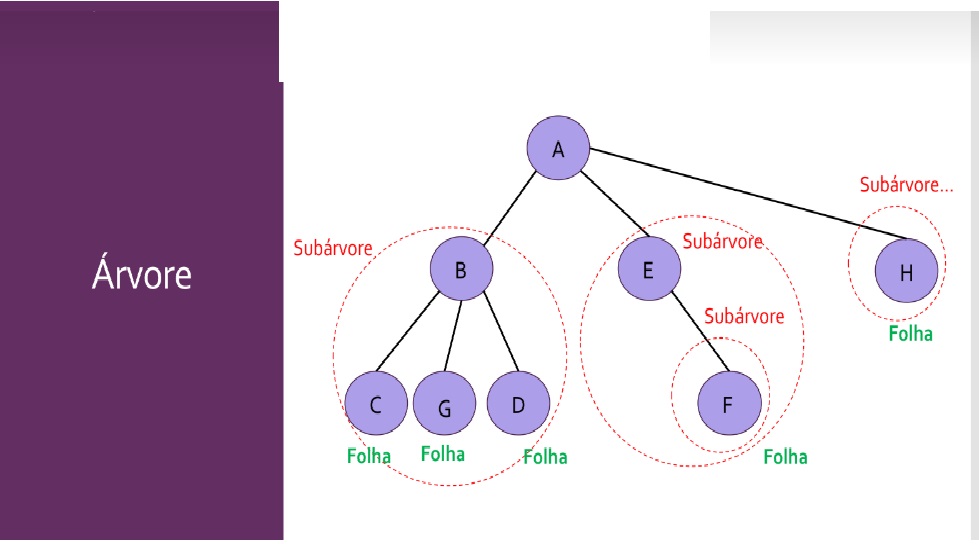 Árvore
A
Subárvore...
Subárvore
Subárvore
B
E
H
Subárvore
Folha
C
G
D
F
Folha
Folha
Folha
Folha